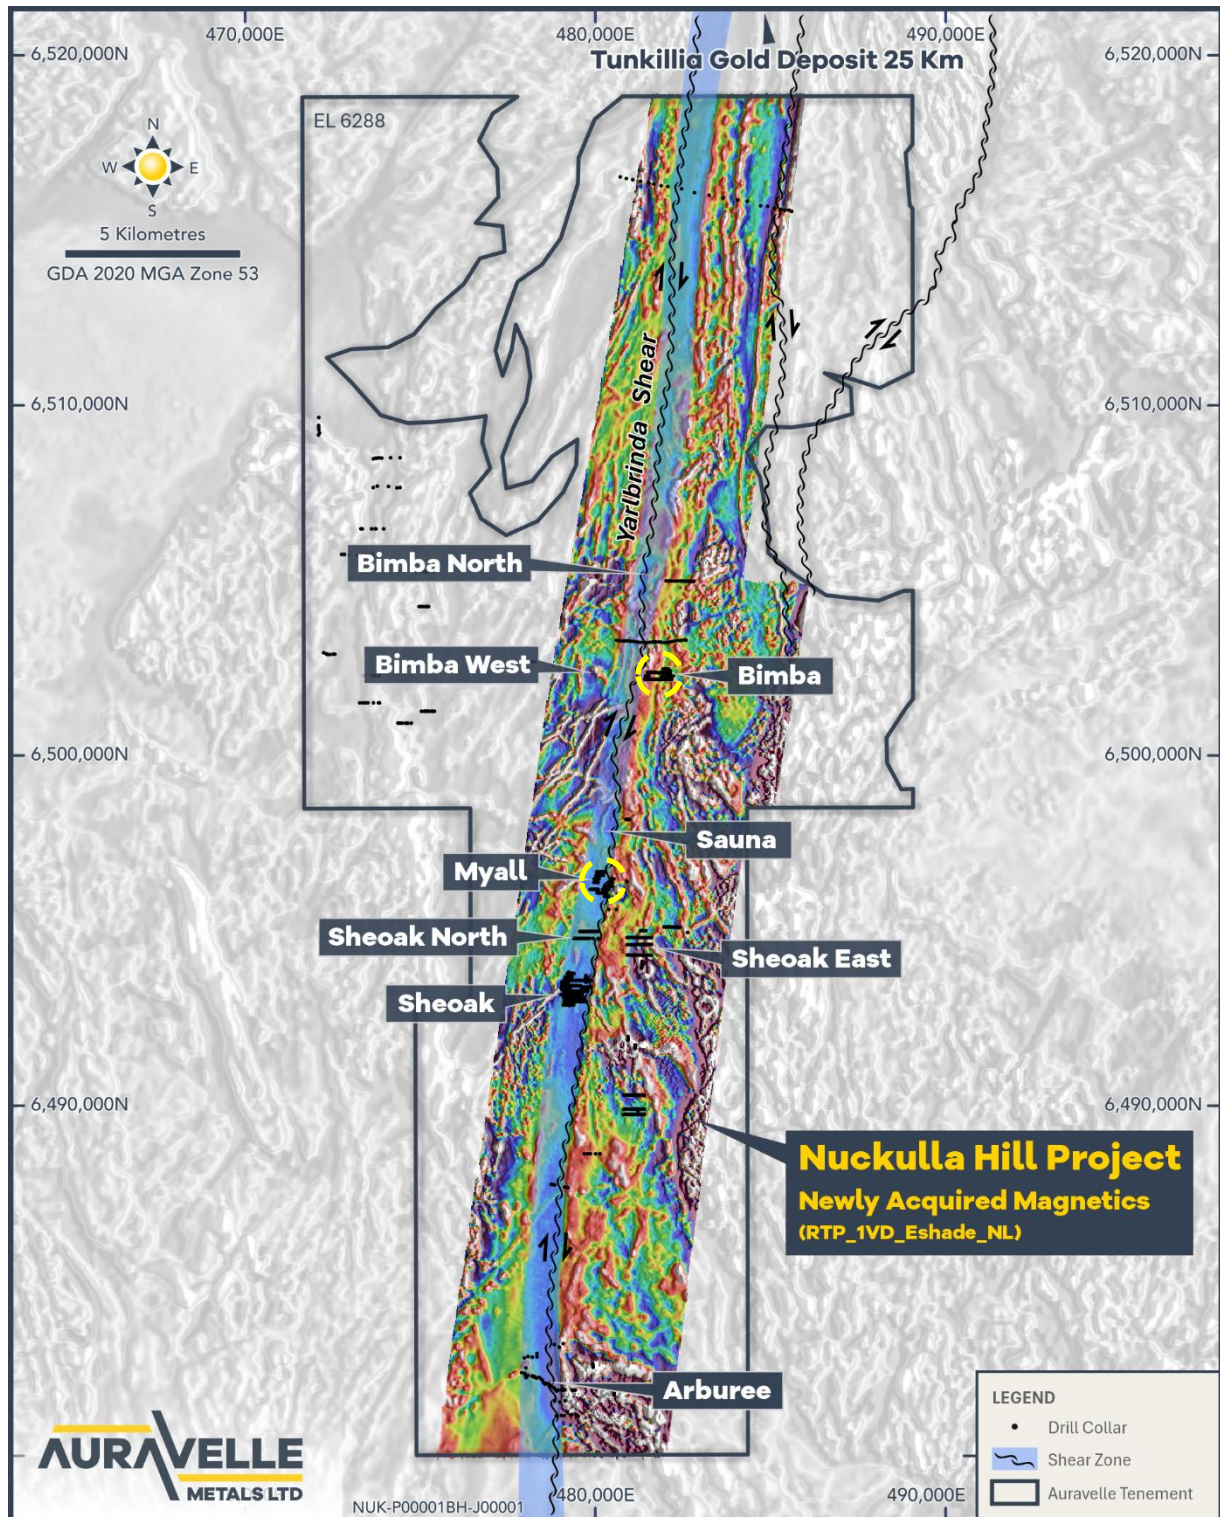 470,000E
480,000E
490,000E
6,520,000N
6,520,000N
Tunkillia Gold Deposit 25 Km
EL 6288
N
W
E
S
5 Kilometres
GDA 2020 MGA Zone 53
Yarlbrinda Shear
6,510,000N
6,510,000N
Bimba North
Bimba West
Bimba
6,500,000N
6,500,000N
Sauna
Myall
Sheoak North
Sheoak East
Sheoak
6,490,000N
6,490,000N
Nuckulla Hill Project
Newly Acquired Magnetics
(RTP_1VD_Eshade_NL)
Arburee
LEGEND
Drill Collar
Shear Zone
Auravelle Tenement
AURAVELLE
METALS LTD
NUK-P00001BH-J00001
480,000E
490,000E